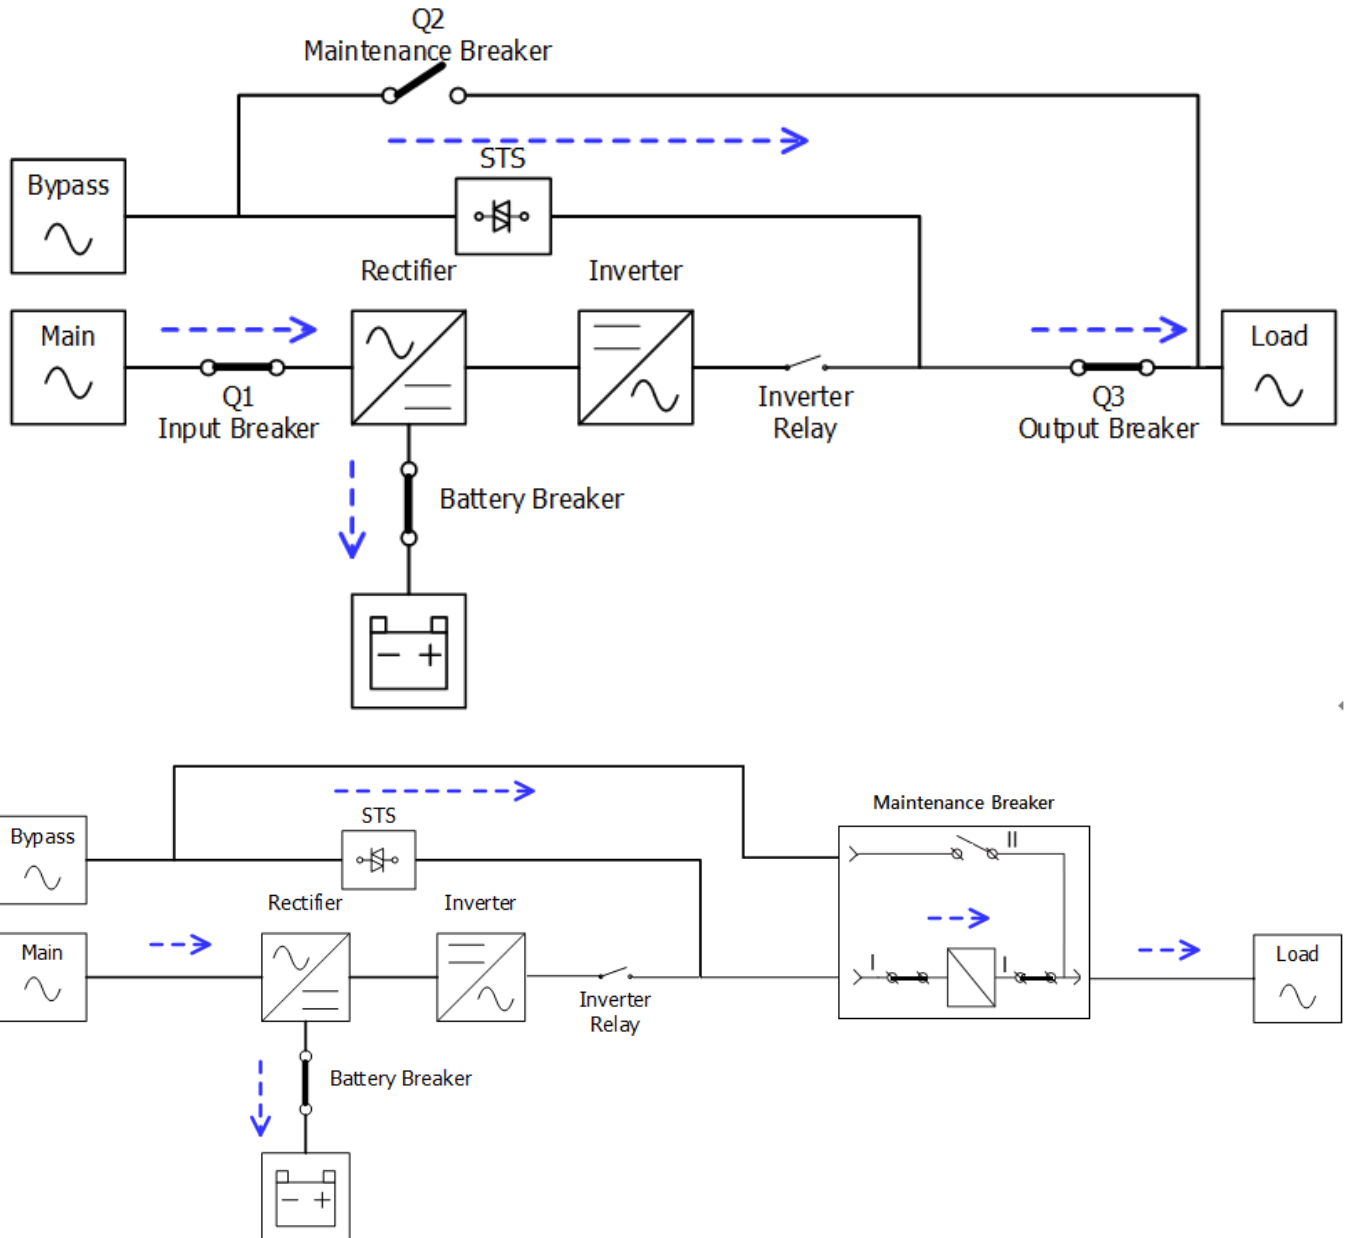 Q2
Maintenance Breaker
STS
Bypass
Rectifier
Inverter
Main
Load
Q1
Input Breaker
Inverter
Relay
Q3
Output Breaker
Battery Breaker
− +
Maintenance Breaker
STS
Bypass
II
Rectifier
Inverter
Main
I
I
Load
Inverter
Relay
Battery Breaker
− +